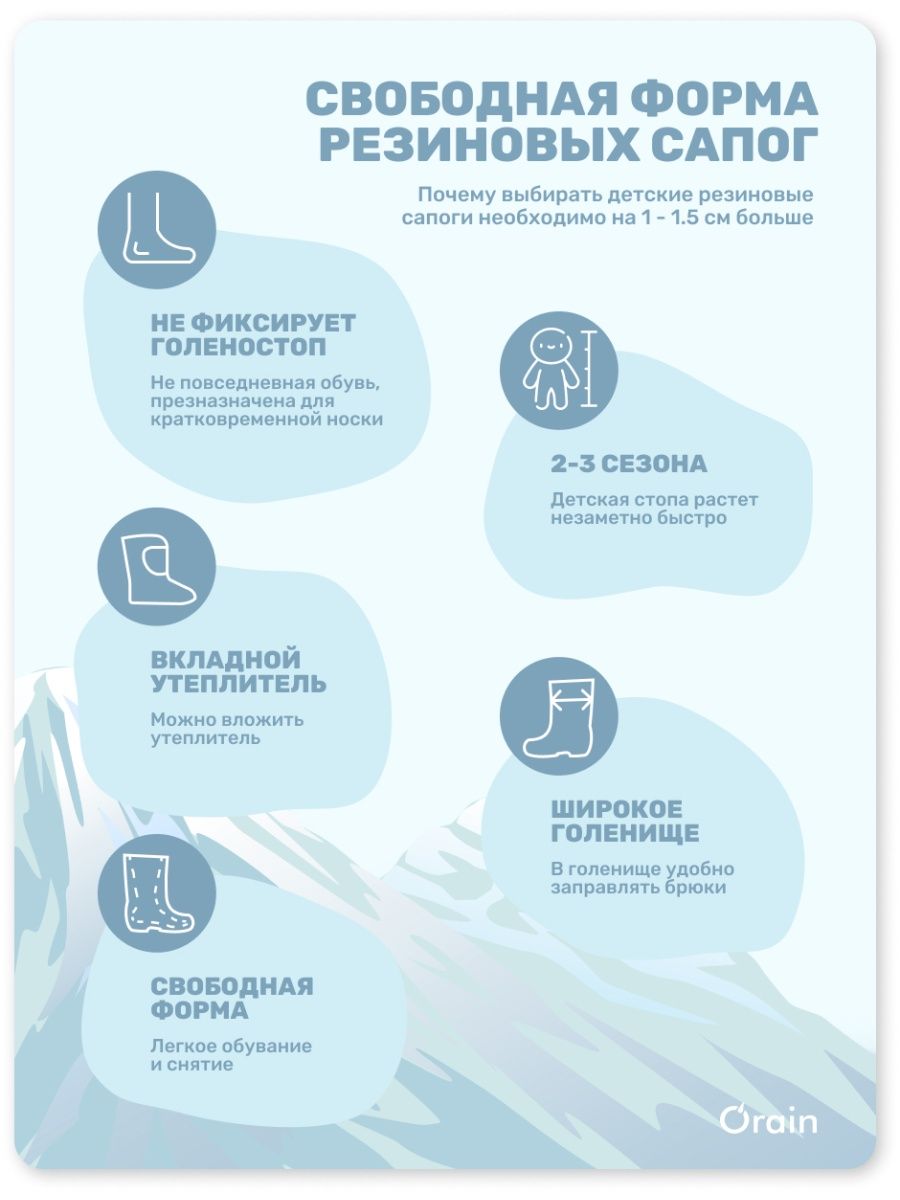 СВОБОДНАЯ ФОРМА
РЕЗИНОВЫХ САПОГ
Почему выбирать детские резиновые
сапоги необходимо на 1 - 1.5 см больше
НЕ ФИКСИРУЕТ
ГОЛЕНОСТОП
Не повседневная обувь,
презназначена для
кратковременной носки
2-3 СЕЗОНА
Детская стопа растет
незаметно быстро
ВКЛАДНОЙ
УТЕПЛИТЕЛЬ
Можно вложить
утеплитель
ШИРОКОЕ
ГОЛЕНИЩЕ
В голенище удобно
заправлять брюки
СВОБОДНАЯ
ФОРМА
Легкое обувание
и снятие
Orain